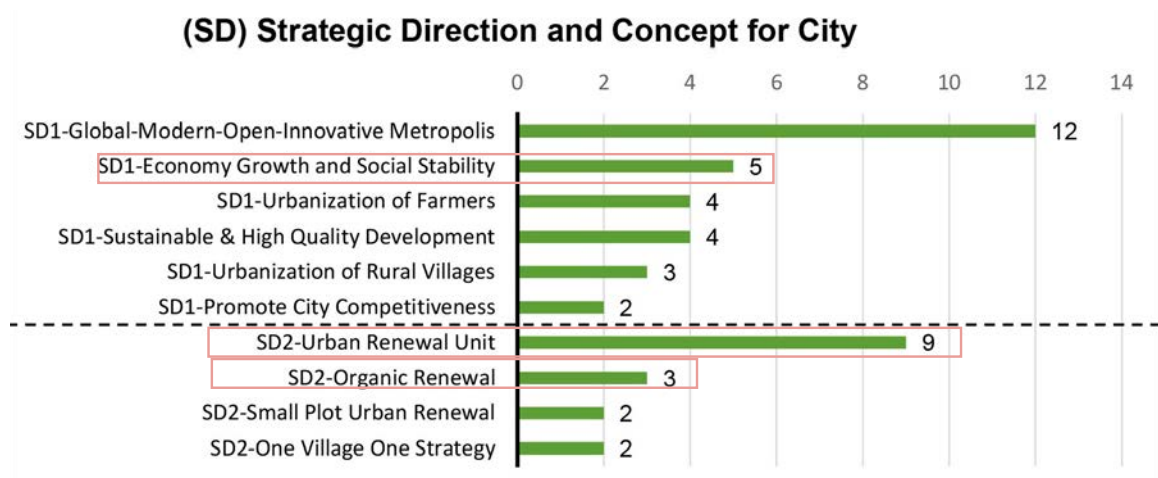 (SD) Strategic Direction and Concept for City
0 2 4 6 8 10 12 14
SD1-Global-Modern-Open-Innovative Metropolis 12
SD1-Economy Growth and Social Stability 5
SD1-Urbanization of Farmers 4
SD1-Sustainable & High Quality Development 4
SD1-Urbanization of Rural Villages 3
SD1-Promote City Competitiveness 2
SD2-Urban Renewal Unit 9
SD2-Organic Renewal 3
SD2-Small Plot Urban Renewal 2
SD2-One Village One Strategy 2